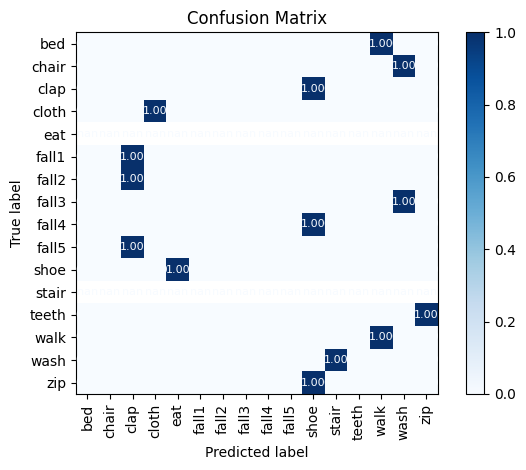 Confusion Matrix
True label
bed
chair
clap
cloth
eat
fall1
fall2
fall3
fall4
fall5
shoe
stair
teeth
walk
wash
zip
1.00
1.00
1.00
1.00
1.00
1.00
1.00
1.00
1.00
1.00
1.00
1.00
1.00
1.00
bed
chair
clap
cloth
eat
fall1
fall2
fall3
fall4
fall5
shoe
stair
teeth
walk
wash
zip
Predicted label
1.0
0.8
0.6
0.4
0.2
0.0